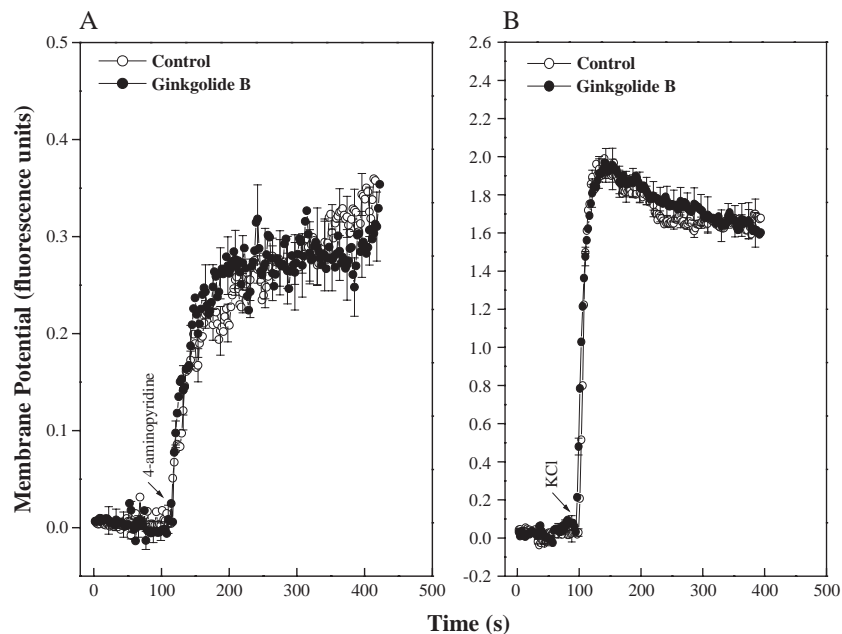 A
B
Membrane Potential (fluorescence units)
0.5
0.4
0.3
0.2
0.1
0.0
Control
Ginkgolide B
4-aminopyridine
0 100 200 300 400 500
2.6
2.4
2.2
2.0
1.8
1.6
1.4
1.2
1.0
0.8
0.6
0.4
0.2
0.0
-0.2
Control
Ginkgolide B
KCl
0 100 200 300 400 500
Time (s)